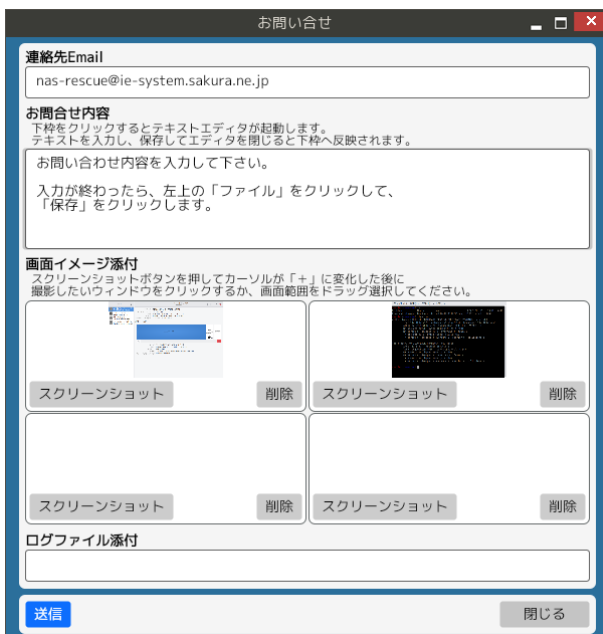 お問い合せ
連絡先Email
nas-rescue@ie-system.sakura.ne.jp
お問合せ内容
下枠をクリックするとテキストエディタが起動します。
テキストを入力し、保存してエディタを閉じると下枠へ反映されます。
お問い合わせ内容を入力して下さい。
入力が終わったら、左上の「ファイル」をクリックして、
「保存」をクリックします。
画面イメージ添付
スクリーンショットボタンを押してカーソルが「+」に変化した後に
撮影したいウィンドウをクリックするか、画面範囲をドラッグ選択してください。
スクリーンショット 削除 スクリーンショット 削除
スクリーンショット 削除 スクリーンショット 削除
ログファイル添付
送信 閉じる